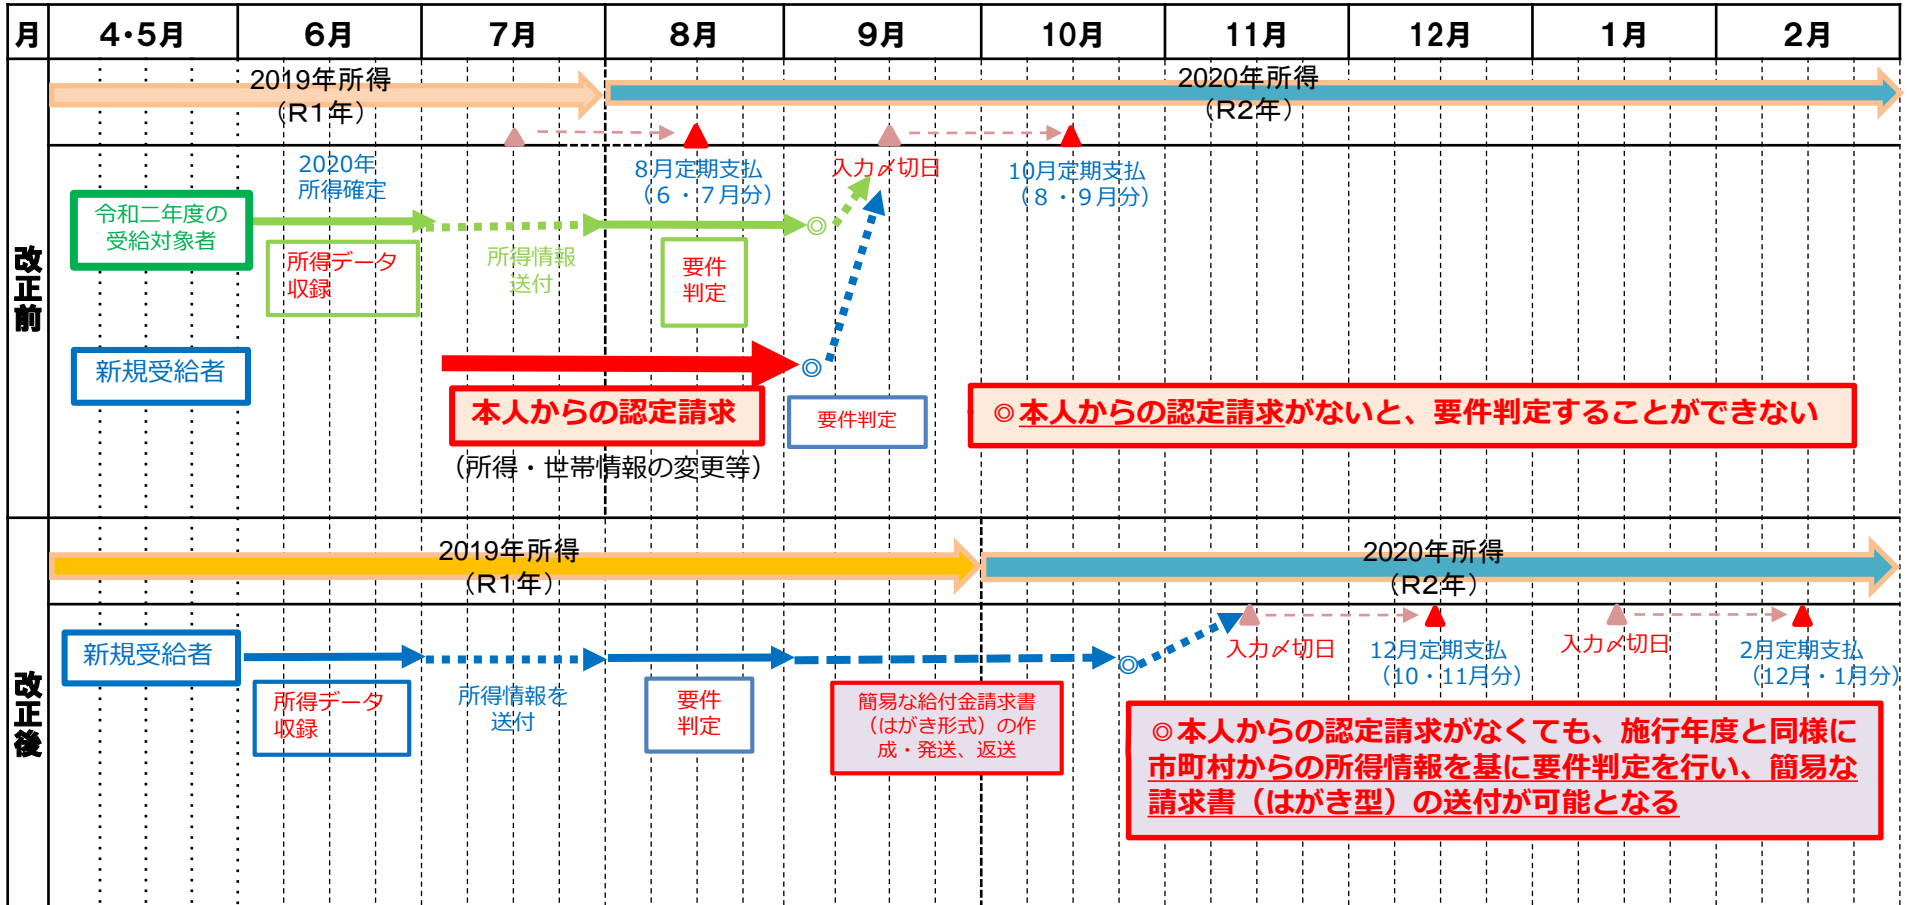 月
4・5月
6月
7月
8月
9月
10月
11月
12月
1月
2月
改正前
2019年所得
（R1年）
2020年所得
（R2年）
2020年
所得確定
8月定期支払
（6・7月分）
入力〆切日
10月定期支払
（8・9月分）
令和二年度の
受給対象者
所得データ
収録
所得情報
送付
要件
判定
◎
新規受給者
◎
本人からの認定請求
（所得・世帯情報の変更等）
要件判定
◎本人からの認定請求がないと、要件判定することができない
改正後
2019年所得
（R1年）
2020年所得
（R2年）
新規受給者
所得データ
収録
所得情報を
送付
要件
判定
簡易な給付金請求書
（はがき形式）の作
成・発送、返送
◎
入力〆切日
12月定期支払
（10・11月分）
入力〆切日
2月定期支払
（12月・1月分）
◎本人からの認定請求がなくても、施行年度と同様に
市町村からの所得情報を基に要件判定を行い、簡易な
請求書（はがき型）の送付が可能となる